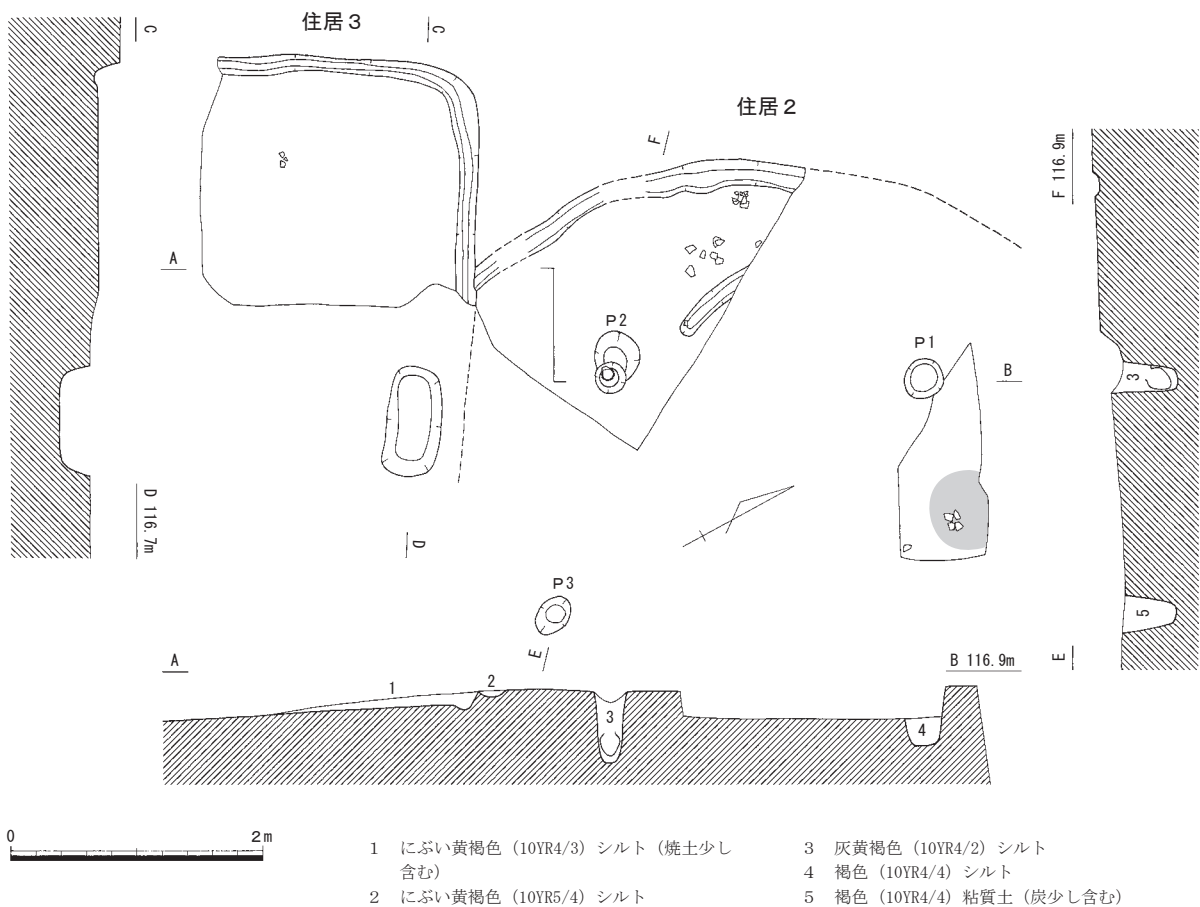 住居３
C
C
住居２
F
F 116.9m
A
P2
P1
B
3
D 116.7m
D
P3
5
E
E
A
B 116.9m
1
2
3
4
0
2m
1 にぶい黄褐色（10YR4/3）シルト（焼土少し
含む）
2 にぶい黄褐色（10YR5/4）シルト
3 灰黄褐色（10YR4/2）シルト
4 褐色（10YR4/4）シルト
5 褐色（10YR4/4）粘質土（炭少し含む）